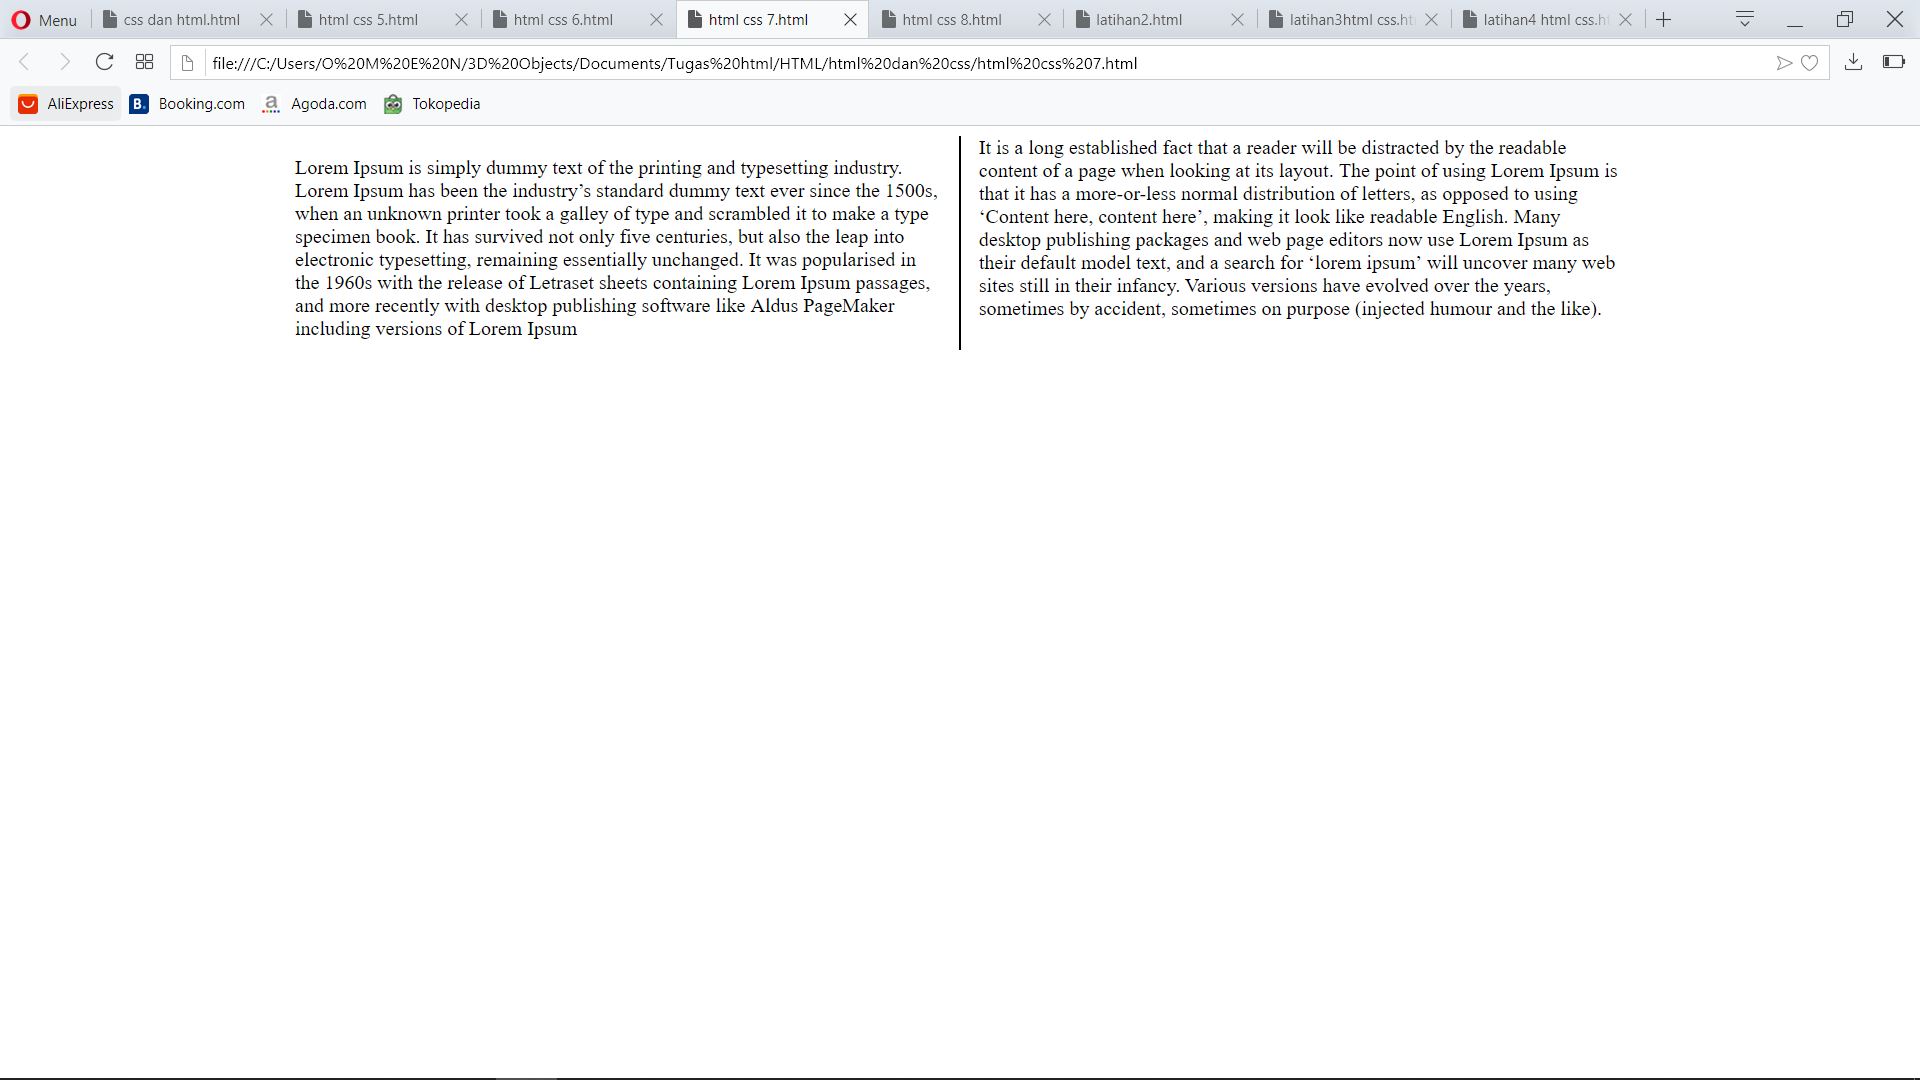 Menu
css dan html.html
html css 5.html
html css 6.html
html css 7.html
html css 8.html
latihan2.html
latihan3html css.ht
latihan4 html css.h
file:///C:/Users/O%20M%20E%20N/3D%20Objects/Documents/Tugas%20html/HTML/html%20dan%20css/html%20css%207.html
AliExpress
B. Booking.com
a Agoda.com
Tokopedia
Lorem Ipsum is simply dummy text of the printing and typesetting industry.
Lorem Ipsum has been the industry’s standard dummy text ever since the 1500s,
when an unknown printer took a galley of type and scrambled it to make a type
specimen book. It has survived not only five centuries, but also the leap into
electronic typesetting, remaining essentially unchanged. It was popularised in
the 1960s with the release of Letraset sheets containing Lorem Ipsum passages,
and more recently with desktop publishing software like Aldus PageMaker
including versions of Lorem Ipsum
It is a long established fact that a reader will be distracted by the readable
content of a page when looking at its layout. The point of using Lorem Ipsum is
that it has a more-or-less normal distribution of letters, as opposed to using
‘Content here, content here’, making it look like readable English. Many
desktop publishing packages and web page editors now use Lorem Ipsum as
their default model text, and a search for ‘lorem ipsum’ will uncover many web
sites still in their infancy. Various versions have evolved over the years,
sometimes by accident, sometimes on purpose (injected humour and the like).